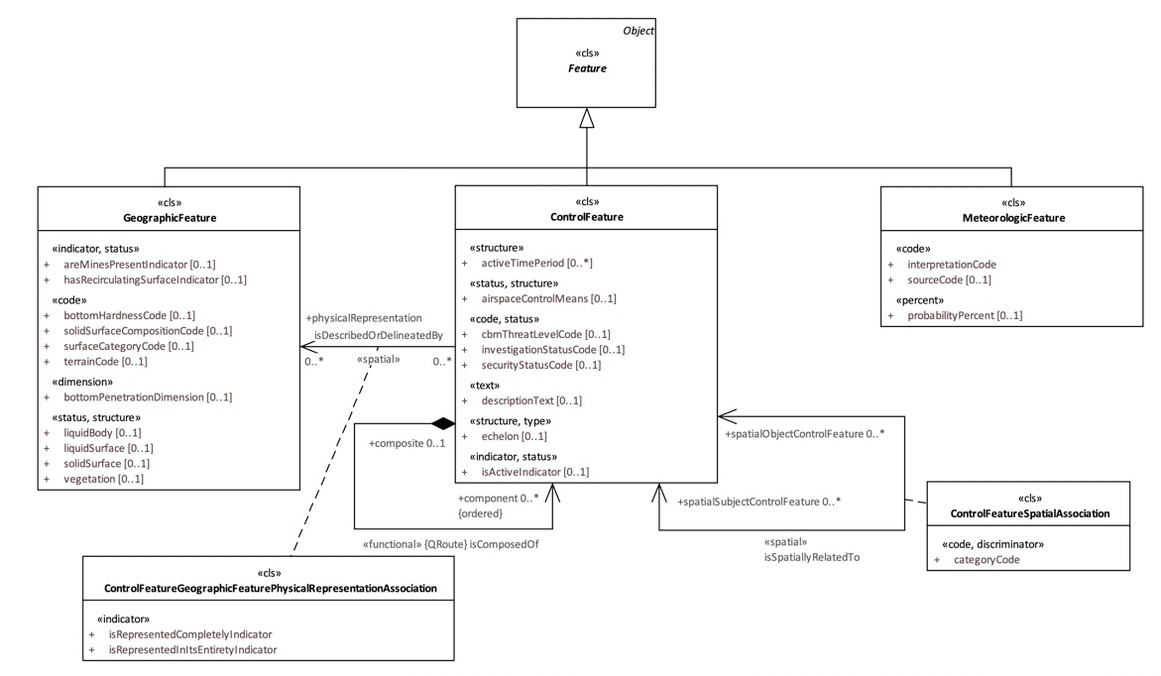 Object
«cls»
Feature
«cls»
GeographicFeature
«indicator, status»
+ areMinesPresentIndicator [0..1]
+ hasRecirculatingSurfaceIndicator [0..1]
«code»
+ bottomHardnessCode [0..1]
+ solidSurfaceCompositionCode [0..1]
+ surfaceCategoryCode [0..1]
+ terrainCode [0..1]
«dimension»
+ bottomPenetrationDimension [0..1]
«status, structure»
+ liquidBody [0..1]
+ liquidSurface [0..1]
+ solidSurface [0..1]
+ vegetation [0..1]
+physicalRepresentation
isDescribedOrDelineatedBy
0..*
«spatial»
0..*
«cls»
ControlFeature
«structure»
+ activeTimePeriod [0..*]
«status, structure»
+ airspaceControlMeans [0..1]
«code, status»
+ cbrnThreatLevelCode [0..1]
+ investigationStatusCode [0..1]
+ securityStatusCode [0..1]
«text»
+ descriptionText [0..1]
«structure, type»
+ echelon [0..1]
«indicator, status»
+ isActiveIndicator [0..1]
«cls»
MeteorologicFeature
«code»
+ interpretationCode
+ sourceCode [0..1]
«percent»
+ probabilityPercent [0..1]
+composite 0..1
+component 0..*
{ordered}
«functional» {QRoute} isComposedOf
+spatialObjectControlFeature 0..*
+spatialSubjectControlFeature 0..*
«spatial»
isSpatiallyRelatedTo
«cls»
ControlFeatureSpatialAssociation
«code, discriminator»
+ categoryCode
«cls»
ControlFeatureGeographicFeaturePhysicalRepresentationAssociation
«indicator»
+ isRepresentedCompletelyIndicator
+ isRepresentedInItsEntiretyIndicator